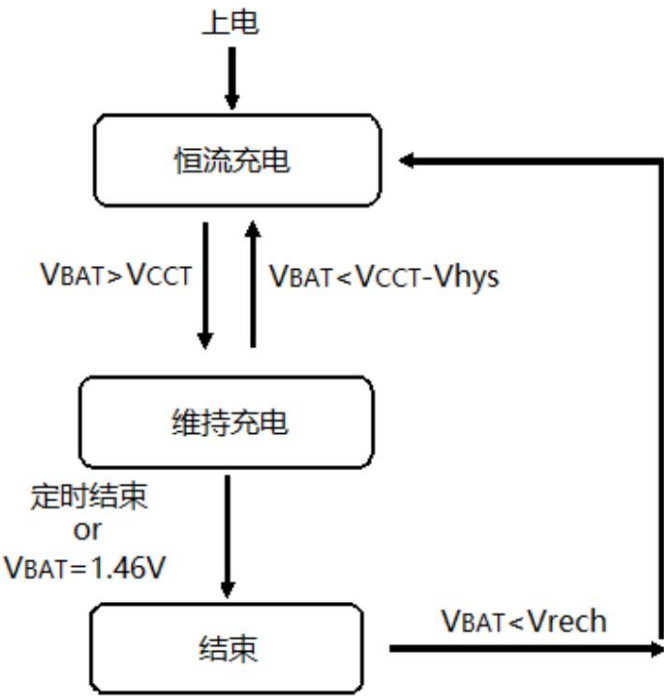 上电
恒流充电
VBAT>VCCT
VBAT<VCCT-Vhys
维持充电
定时结束
or
VBAT=1.46V
结束
VBAT<Vrech